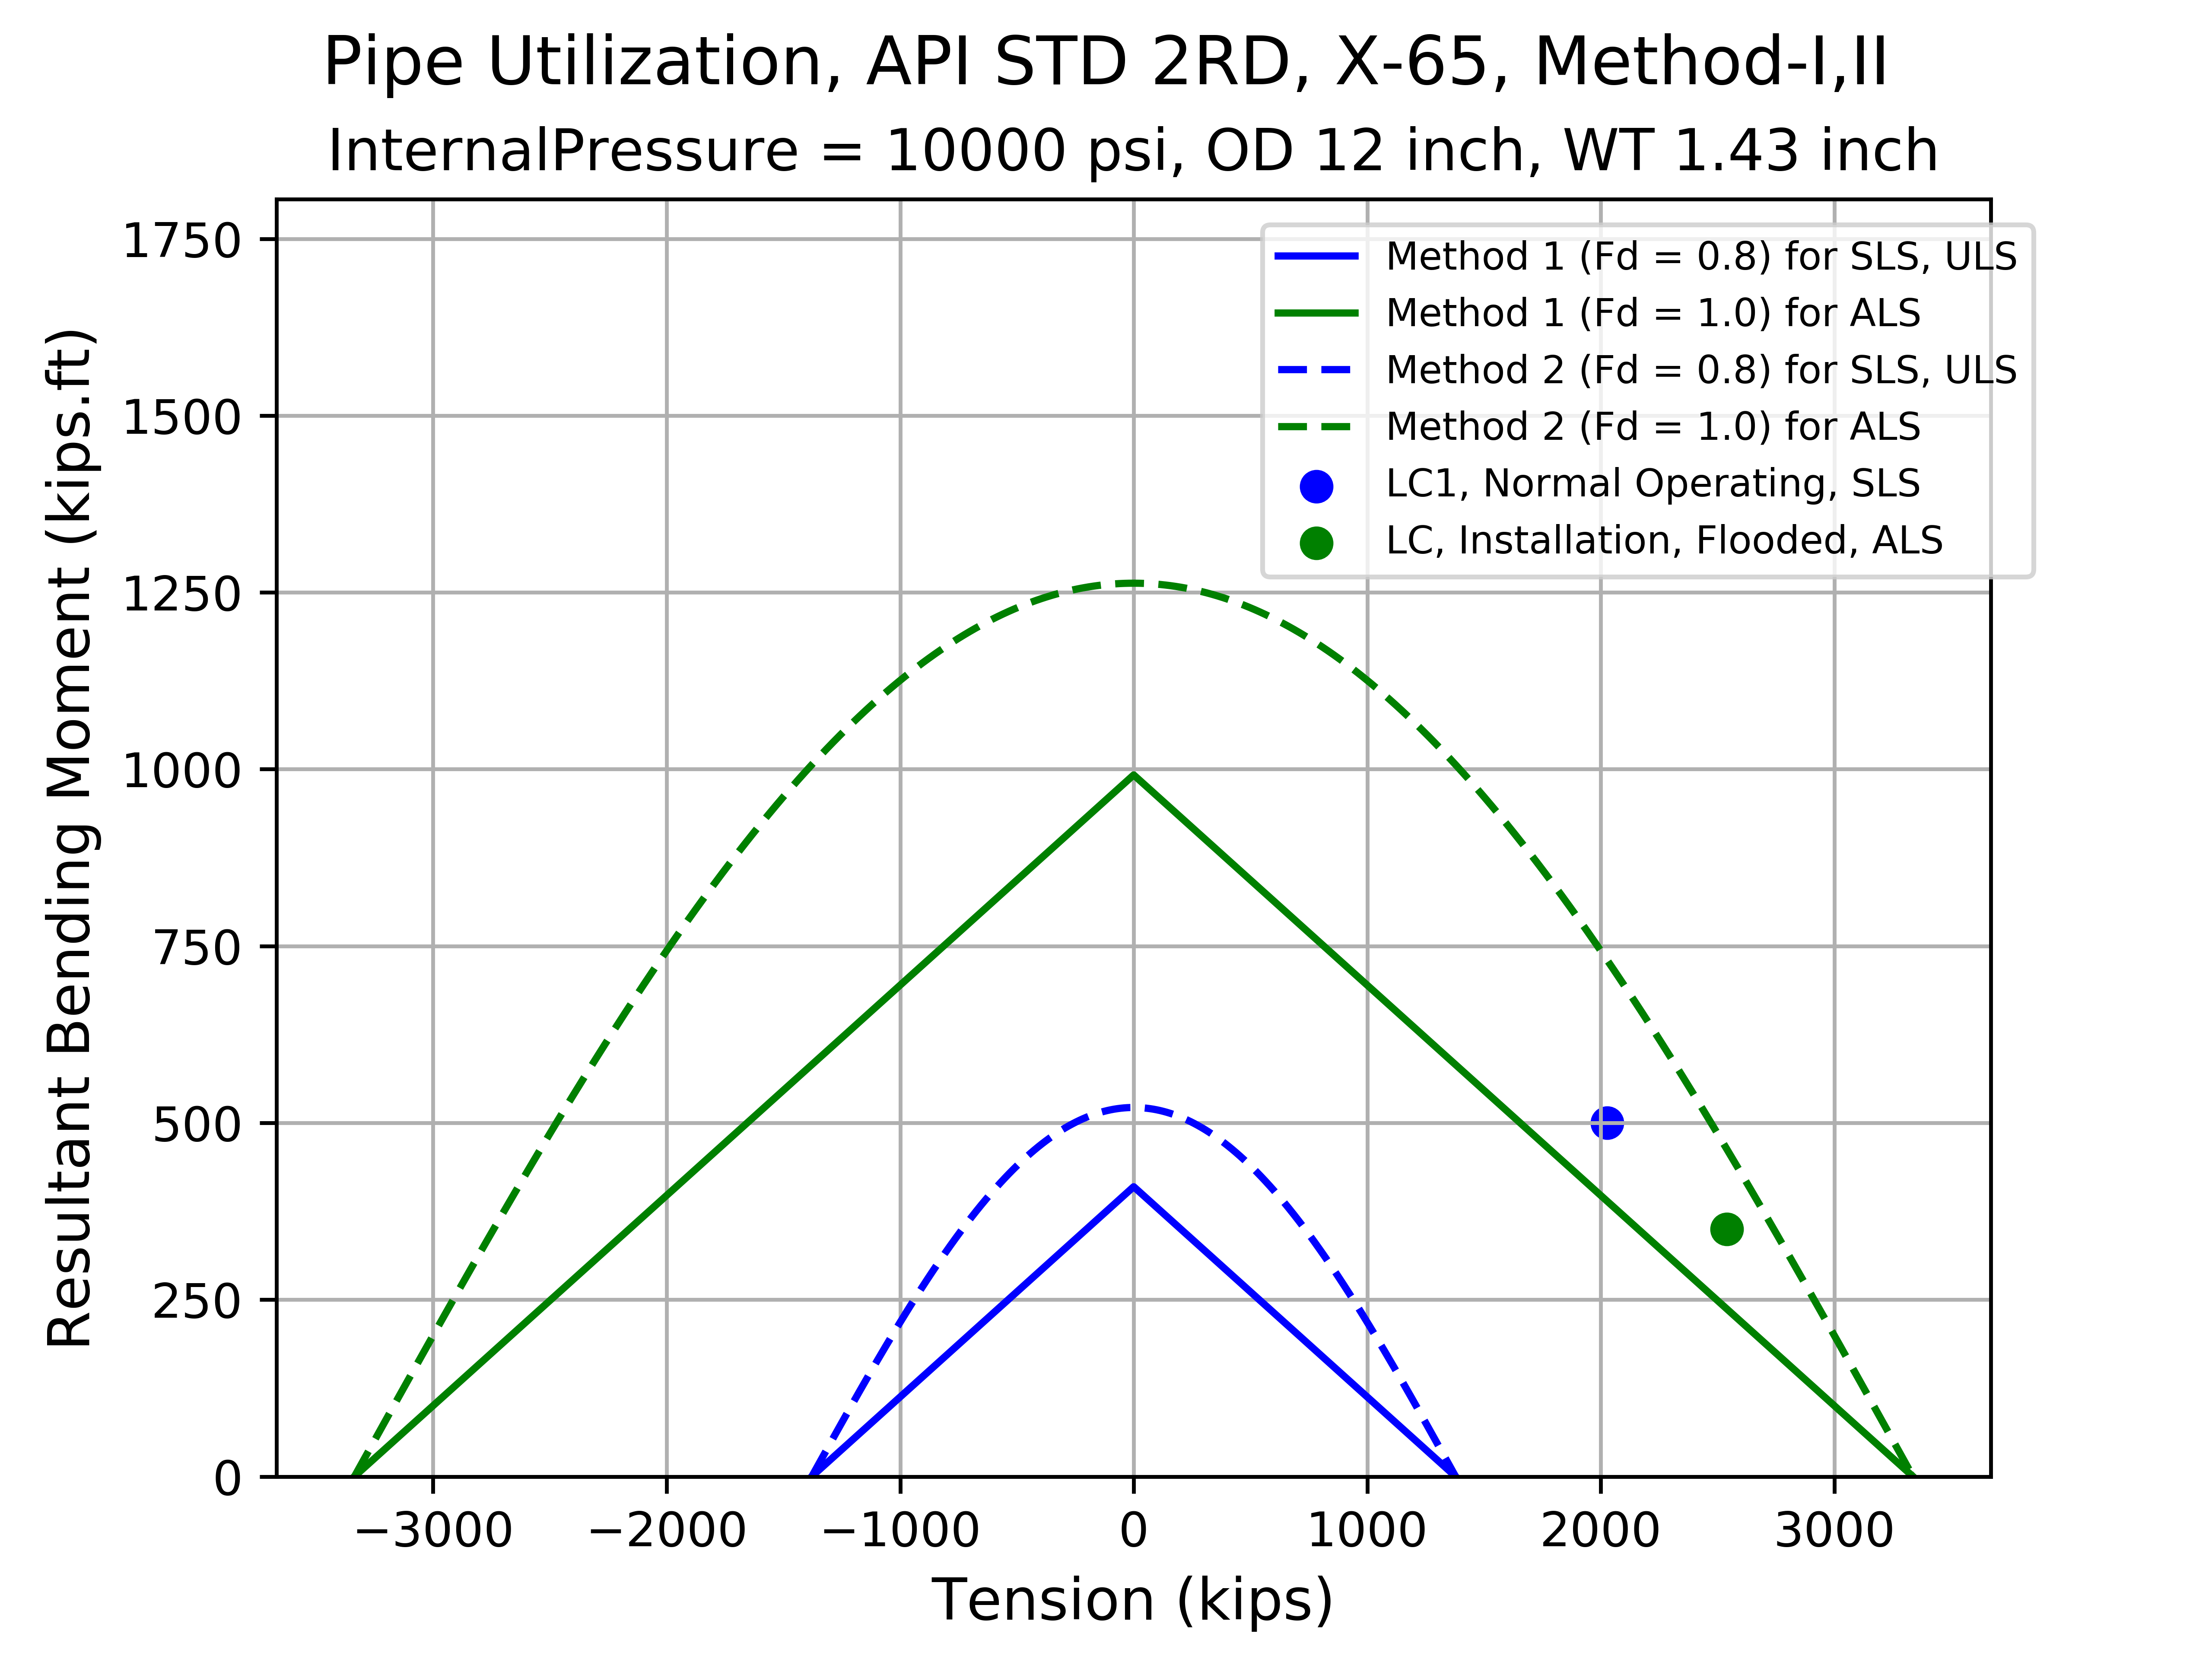 Pipe Utilization, API STD 2RD, X-65, Method-I,II
InternalPressure = 10000 psi, OD 12 inch, WT 1.43 inch
Resultant Bending Moment (kips.ft)
1750
1500
1250
1000
750
500
250
0
Method 1 (Fd = 0.8) for SLS, ULS
Method 1 (Fd = 1.0) for ALS
Method 2 (Fd = 0.8) for SLS, ULS
Method 2 (Fd = 1.0) for ALS
LC1, Normal Operating, SLS
LC, Installation, Flooded, ALS
−3000 −2000 −1000 0 1000 2000 3000
Tension (kips)